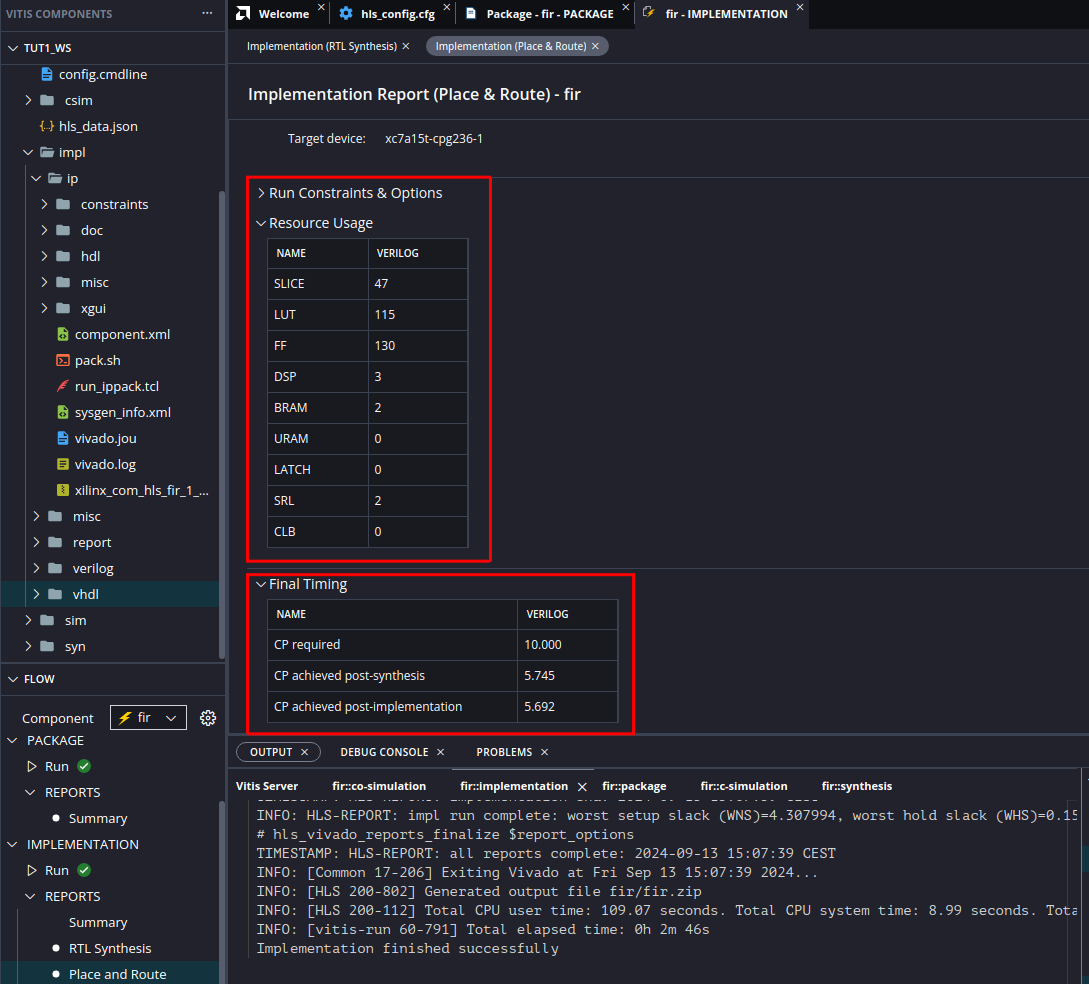 VITIS COMPONENTS ...
TUT1_WS
config.cmdline
csim
hls_data.json
impl
ip
constraints
doc
hdl
misc
xgui
component.xml
pack.sh
run_ippack.tcl
sysgen_info.xml
vivado.jou
vivado.log
xilinx_com_hls_fir_1_...
misc
report
verilog
vhdl
sim
syn
FLOW
Component fir
PACKAGE
Run
REPORTS
Summary
IMPLEMENTATION
Run
REPORTS
Summary
RTL Synthesis
Place and Route
Welcome hls_config.cfg Package - fir - PACKAGE fir - IMPLEMENTATION
Implementation (RTL Synthesis) Implementation (Place & Route)
Implementation Report (Place & Route) - fir
Target device: xc7a15t-cpg236-1
Run Constraints & Options
Resource Usage
NAME VERILOG
SLICE 47
LUT 115
FF 130
DSP 3
BRAM 2
URAM 0
LATCH 0
SRL 2
CLB 0
Final Timing
NAME VERILOG
CP required 10.000
CP achieved post-synthesis 5.745
CP achieved post-implementation 5.692
OUTPUT DEBUG CONSOLE PROBLEMS
Vitis Server fir::co-simulation fir::implementation fir::package fir::c-simulation fir::synthesis
INFO: HLS-REPORT: impl run complete: worst setup slack (WNS)=4.307994, worst hold slack (WHS)=0.15
# hls_vivado_reports_finalize $report_options
TIMESTAMP: HLS-REPORT: all reports complete: 2024-09-13 15:07:39 CEST
INFO: [Common 17-206] Exiting Vivado at Fri Sep 13 15:07:39 2024...
INFO: [HLS 200-802] Generated output file fir/fir.zip
INFO: [HLS 200-112] Total CPU user time: 109.07 seconds. Total CPU system time: 8.99 seconds. Tota
INFO: [vitis-run 60-791] Total elapsed time: 0h 2m 46s
Implementation finished successfully